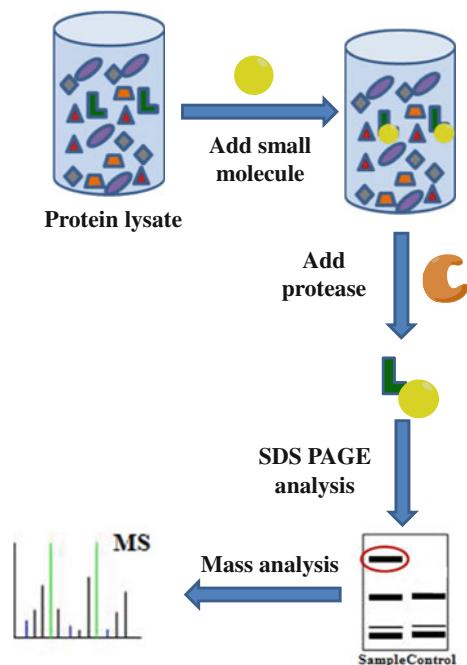 Add small
molecule
Protein lysate
Add
protease
SDS PAGE
analysis
Mass analysis
MS
SampleControl